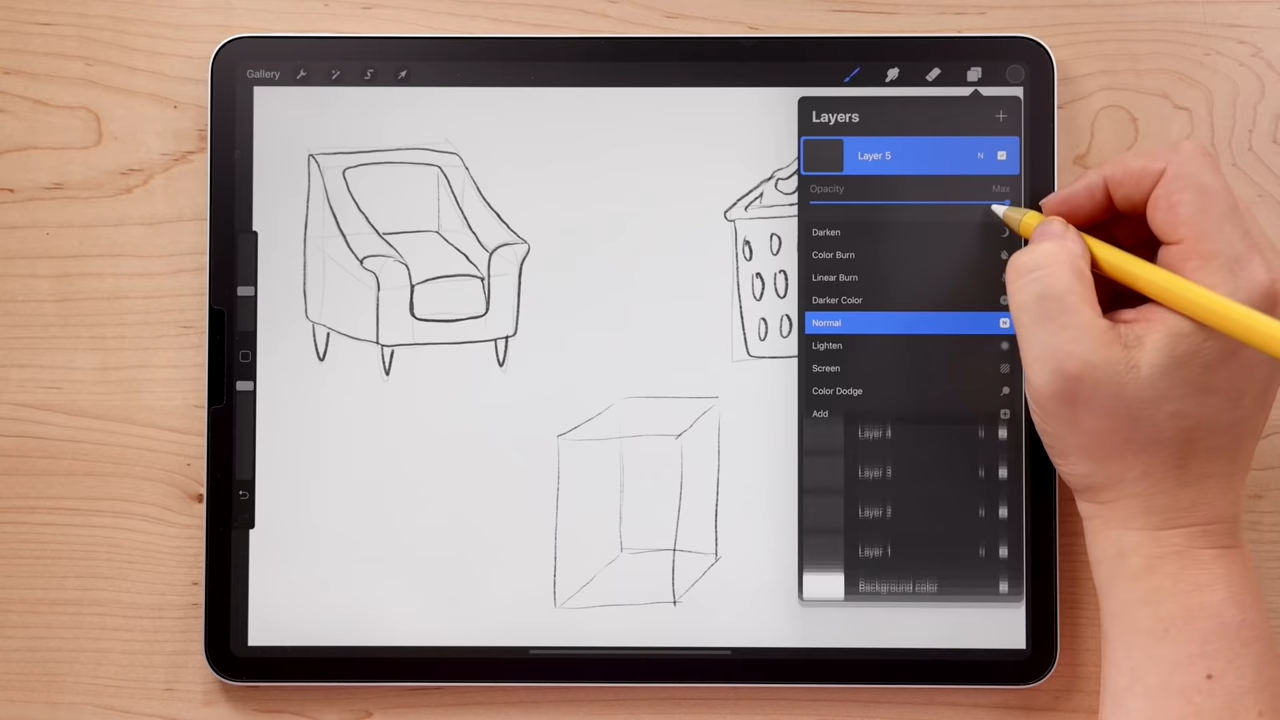 Gallery
Layers
Layer 5 N
Opacity Max
Darken
Color Burn
Linear Burn
Darker Color
Normal N
Lighten
Screen
Color Dodge
Add
Layer 4
Layer 3
Layer 2
Layer 1
Background color